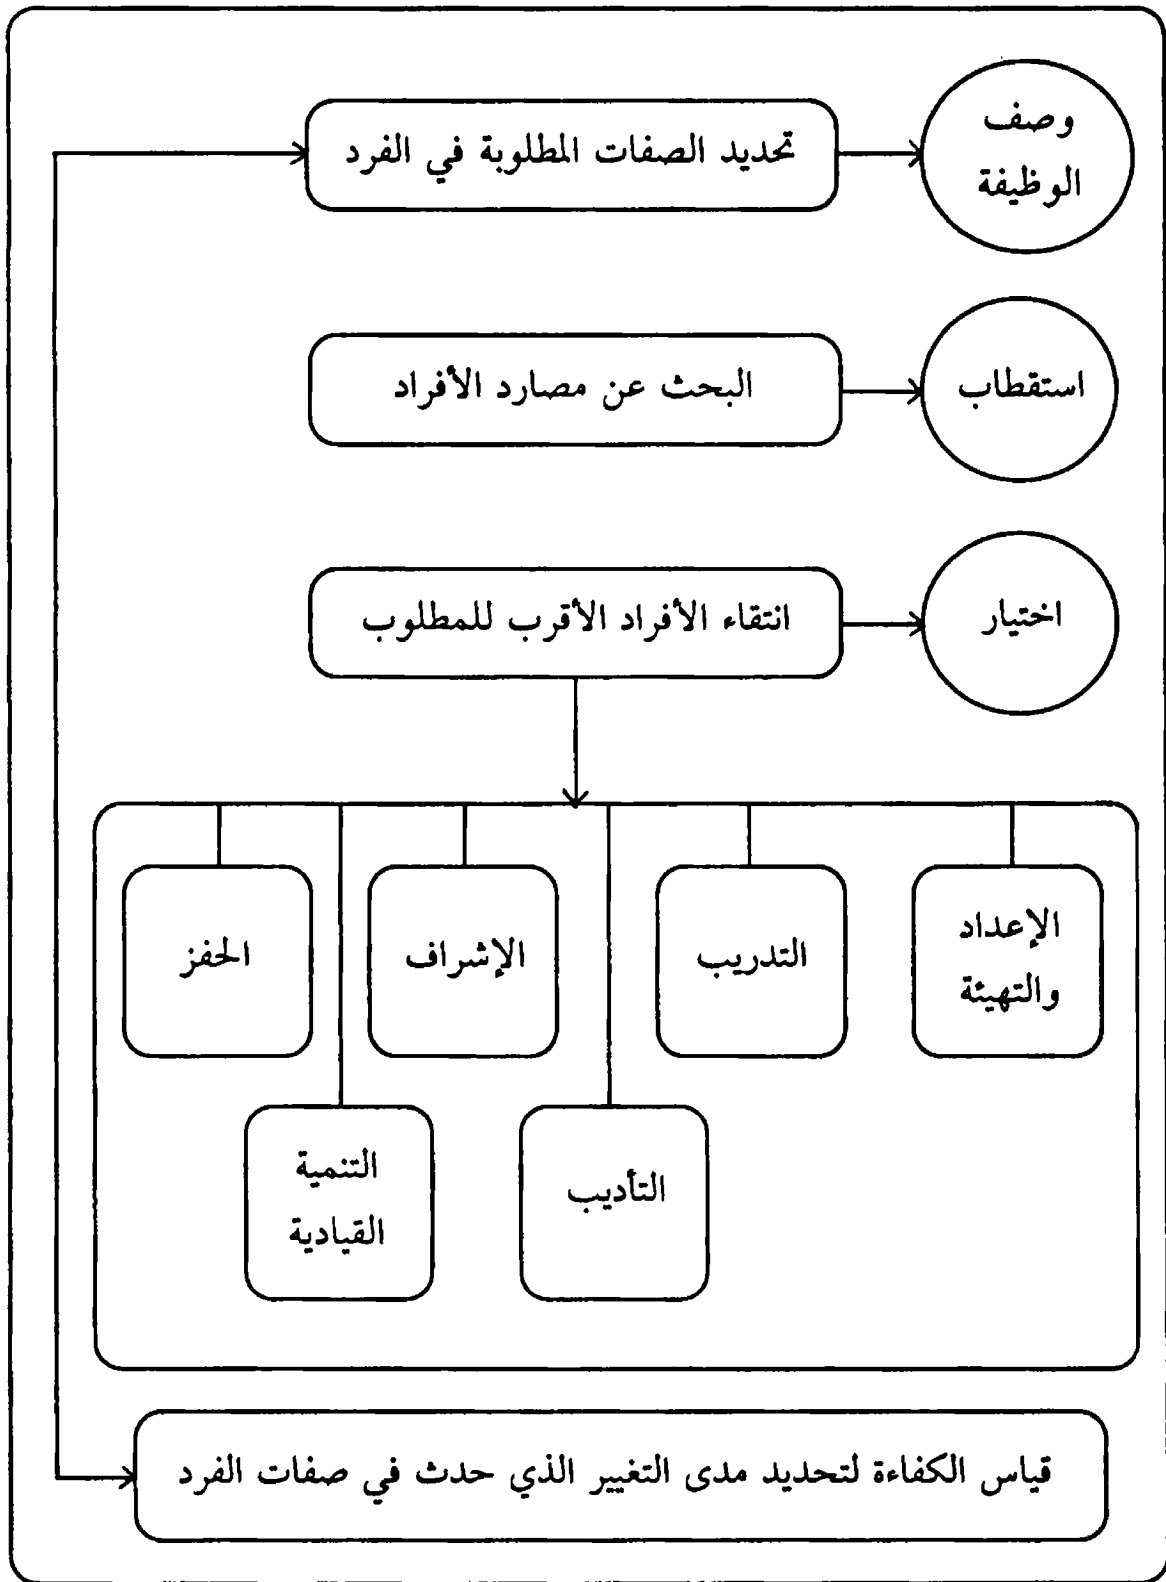 وصف
الوظيفة
تحديد الصفات المطلوبة في الفرد
استقطاب
البحث عن مصارد الأفراد
اختيار
انتقاء الأفراد الأقرب للمطلوب
الإعداد
والتهيئة
التدريب
الإشراف
الحفز
التأديب
التنمية
القيادية
قياس الكفاءة لتحديد مدى التغيير الذي حدث في صفات الفرد